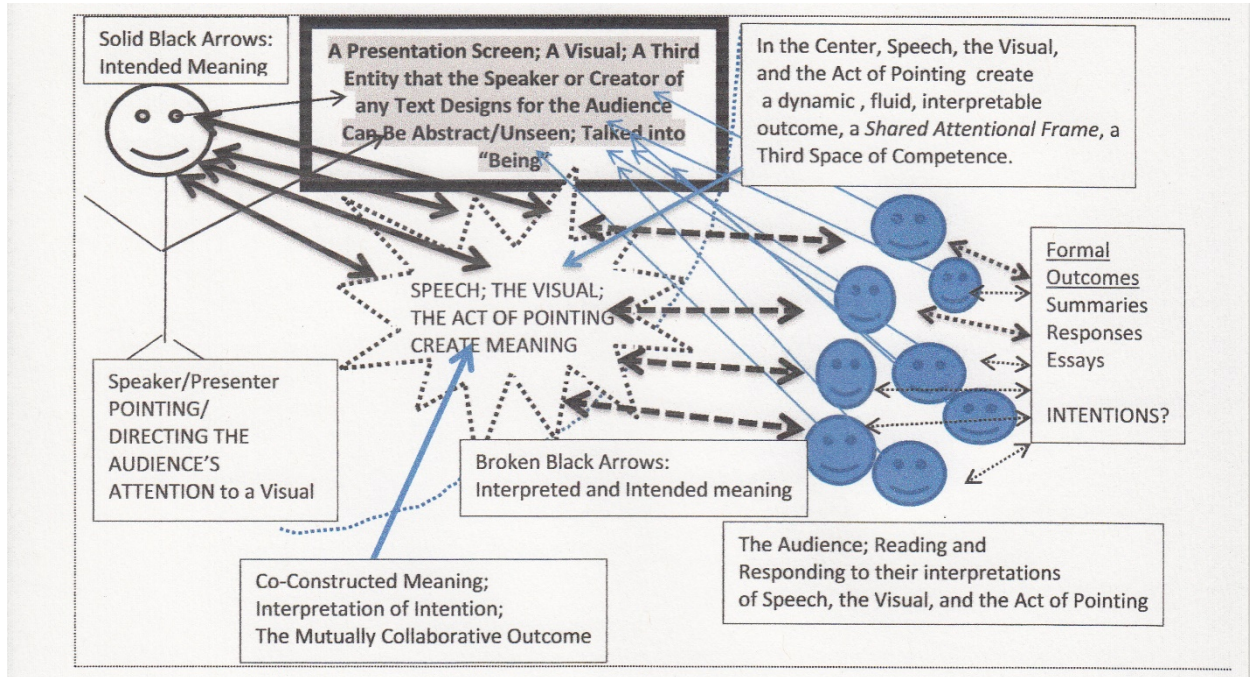 Solid Black Arrows:
Intended Meaning
A Presentation Screen; A Visual; A Third
Entity that the Speaker or Creator of
any Text Designs for the Audience
Can Be Abstract/Unseen; Talked into
“Being”
In the Center, Speech, the Visual,
and the Act of Pointing create
a dynamic , fluid, interpretable
outcome, a Shared Attentional Frame, a
Third Space of Competence.
SPEECH; THE VISUAL;
THE ACT OF POINTING
CREATE MEANING
Formal
Outcomes
Summaries
Responses
Essays
INTENTIONS?
Speaker/Presenter
POINTING/
DIRECTING THE
AUDIENCE’S
ATTENTION to a Visual
Broken Black Arrows:
Interpreted and Intended meaning
Co-Constructed Meaning;
Interpretation of Intention;
The Mutually Collaborative Outcome
The Audience; Reading and
Responding to their interpretations
of Speech, the Visual, and the Act of Pointing